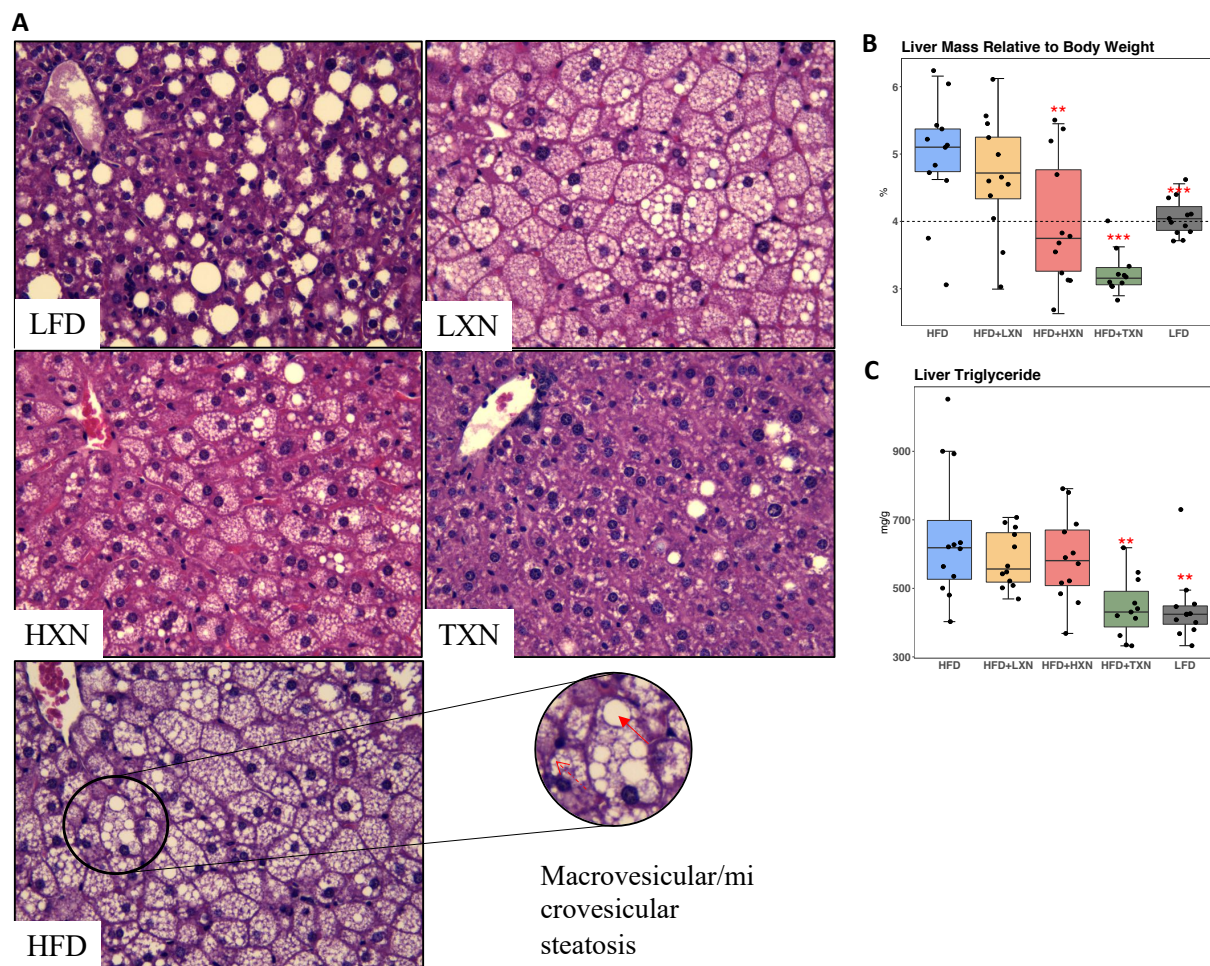 A
LFD
LXN
HXN
TXN
HFD
Macrovesicular/mi
crovesicular
steatosis
B
Liver Mass Relative to Body Weight
%
6
5
4
3
**
***
***
HFD
HFD+LXN
HFD+HXN
HFD+TXN
LFD
C
Liver Triglyceride
mg/g
900
700
500
300
**
**
HFD
HFD+LXN
HFD+HXN
HFD+TXN
LFD